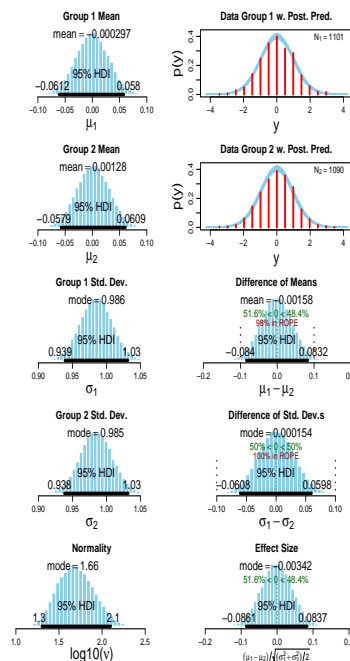 Group 1 Mean
mean = −0.000297
95% HDI
−0.0612 0.058
−0.10 −0.05 0.00 0.05 0.10
μ1
Data Group 1 w. Post. Pred.
N1 = 1101
p(y)
0.0 0.2 0.4
−4 −2 0 2 4
y
Group 2 Mean
mean = 0.00128
95% HDI
−0.0579 0.0609
−0.10 −0.05 0.00 0.05 0.10
μ2
Data Group 2 w. Post. Pred.
N2 = 1090
p(y)
0.0 0.2 0.4
−4 −2 0 2 4
y
Group 1 Std. Dev.
mode = 0.986
95% HDI
0.939 1.03
0.90 0.95 1.00 1.05
σ1
Difference of Means
mean = −0.00158
51.6% < 0 < 48.4%
98% in ROPE
95% HDI
−0.084 0.0832
−0.2 −0.1 0.0 0.1 0.2
μ1 − μ2
Group 2 Std. Dev.
mode = 0.985
95% HDI
0.938 1.03
0.90 0.95 1.00 1.05
σ2
Difference of Std. Dev.s
mode = 0.000154
50% < 0 < 50%
100% in ROPE
95% HDI
−0.0608 0.0598
−0.10 −0.05 0.00 0.05 0.10
σ1 − σ2
Normality
mode = 1.66
95% HDI
1.3 2.1
1.0 1.5 2.0 2.5
log10(ν)
Effect Size
mode = −0.00342
51.6% < 0 < 48.4%
95% HDI
−0.0861 0.0837
−0.2 −0.1 0.0 0.1 0.2
(μ1 − μ2)/√(σ1² + σ2²)/2